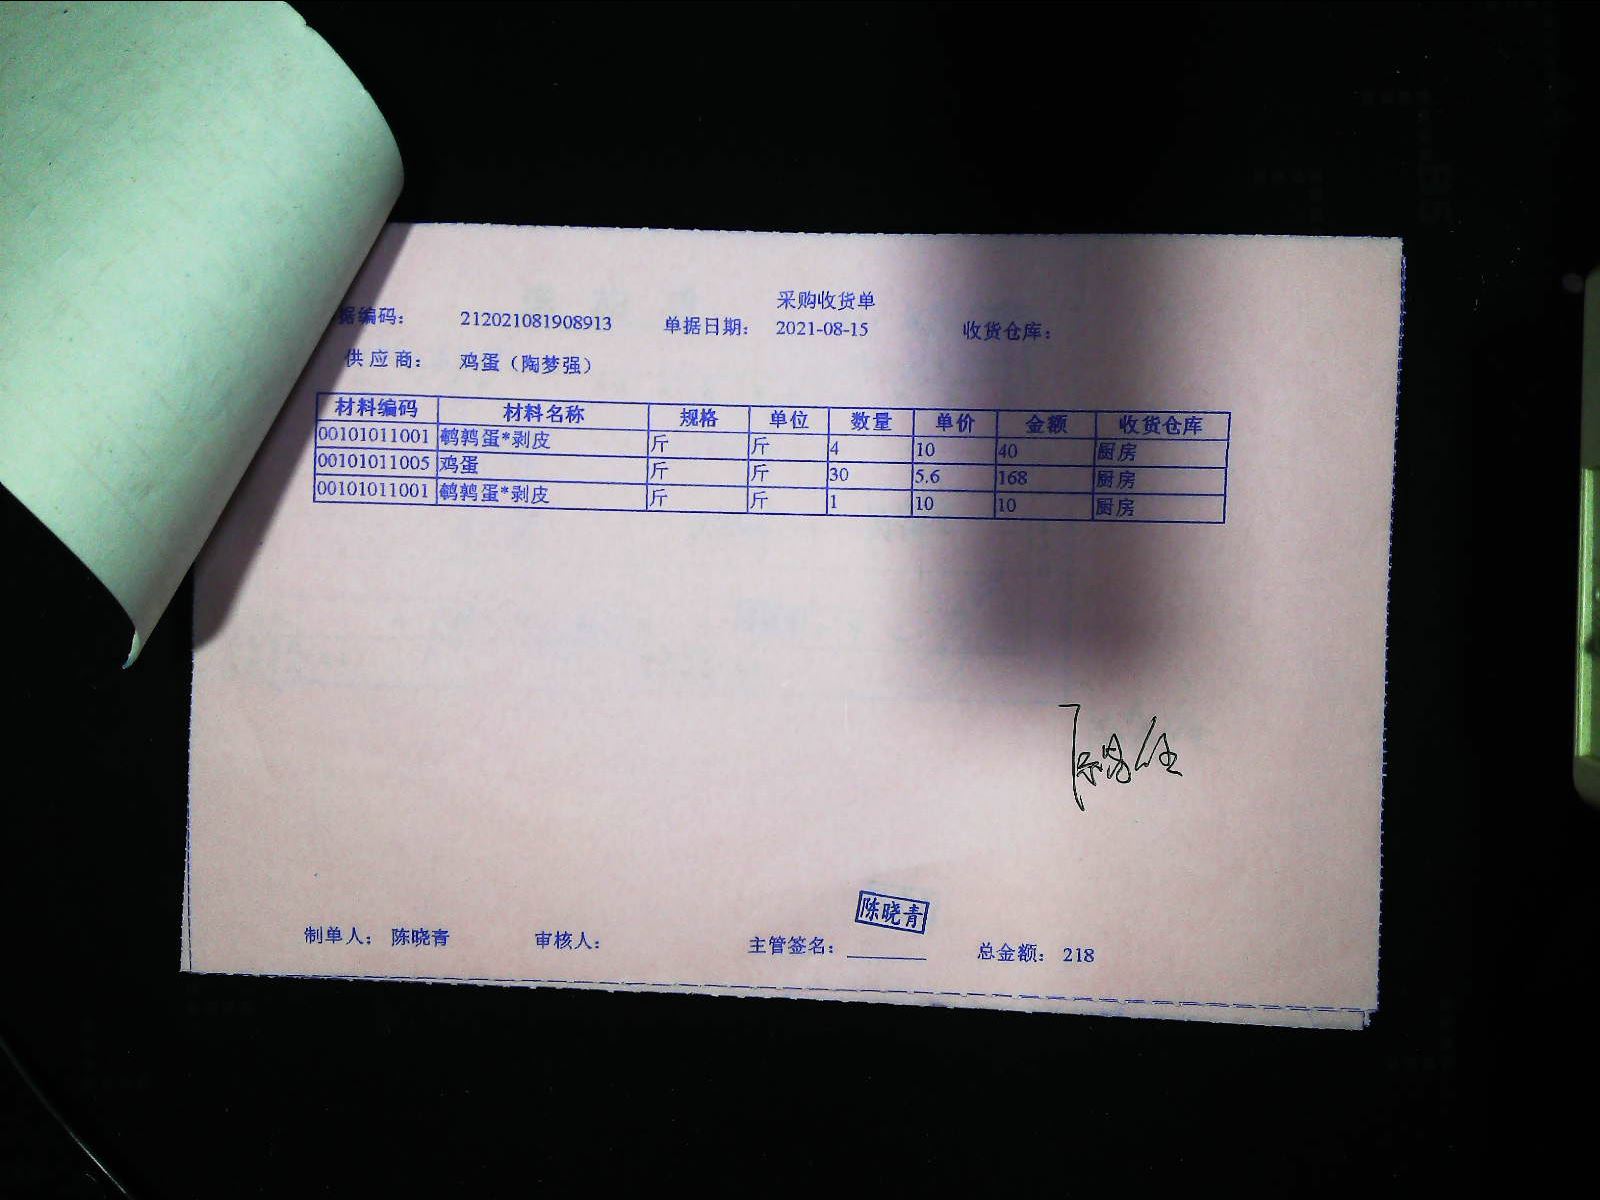 采购收货单
据编码： 212021081908913 单据日期： 2021-08-15 收货仓库：
供应商： 鸡蛋（陶梦强）
材料编码 材料名称 规格 单位 数量 单价 金额 收货仓库
00101011001 鹌鹑蛋*剥皮 斤 斤 4 10 40 厨房
00101011005 鸡蛋 斤 斤 30 5.6 168 厨房
00101011001 鹌鹑蛋*剥皮 斤 斤 1 10 10 厨房
陈晓青
制单人： 陈晓青 审核人： 主管签名： 总金额： 218